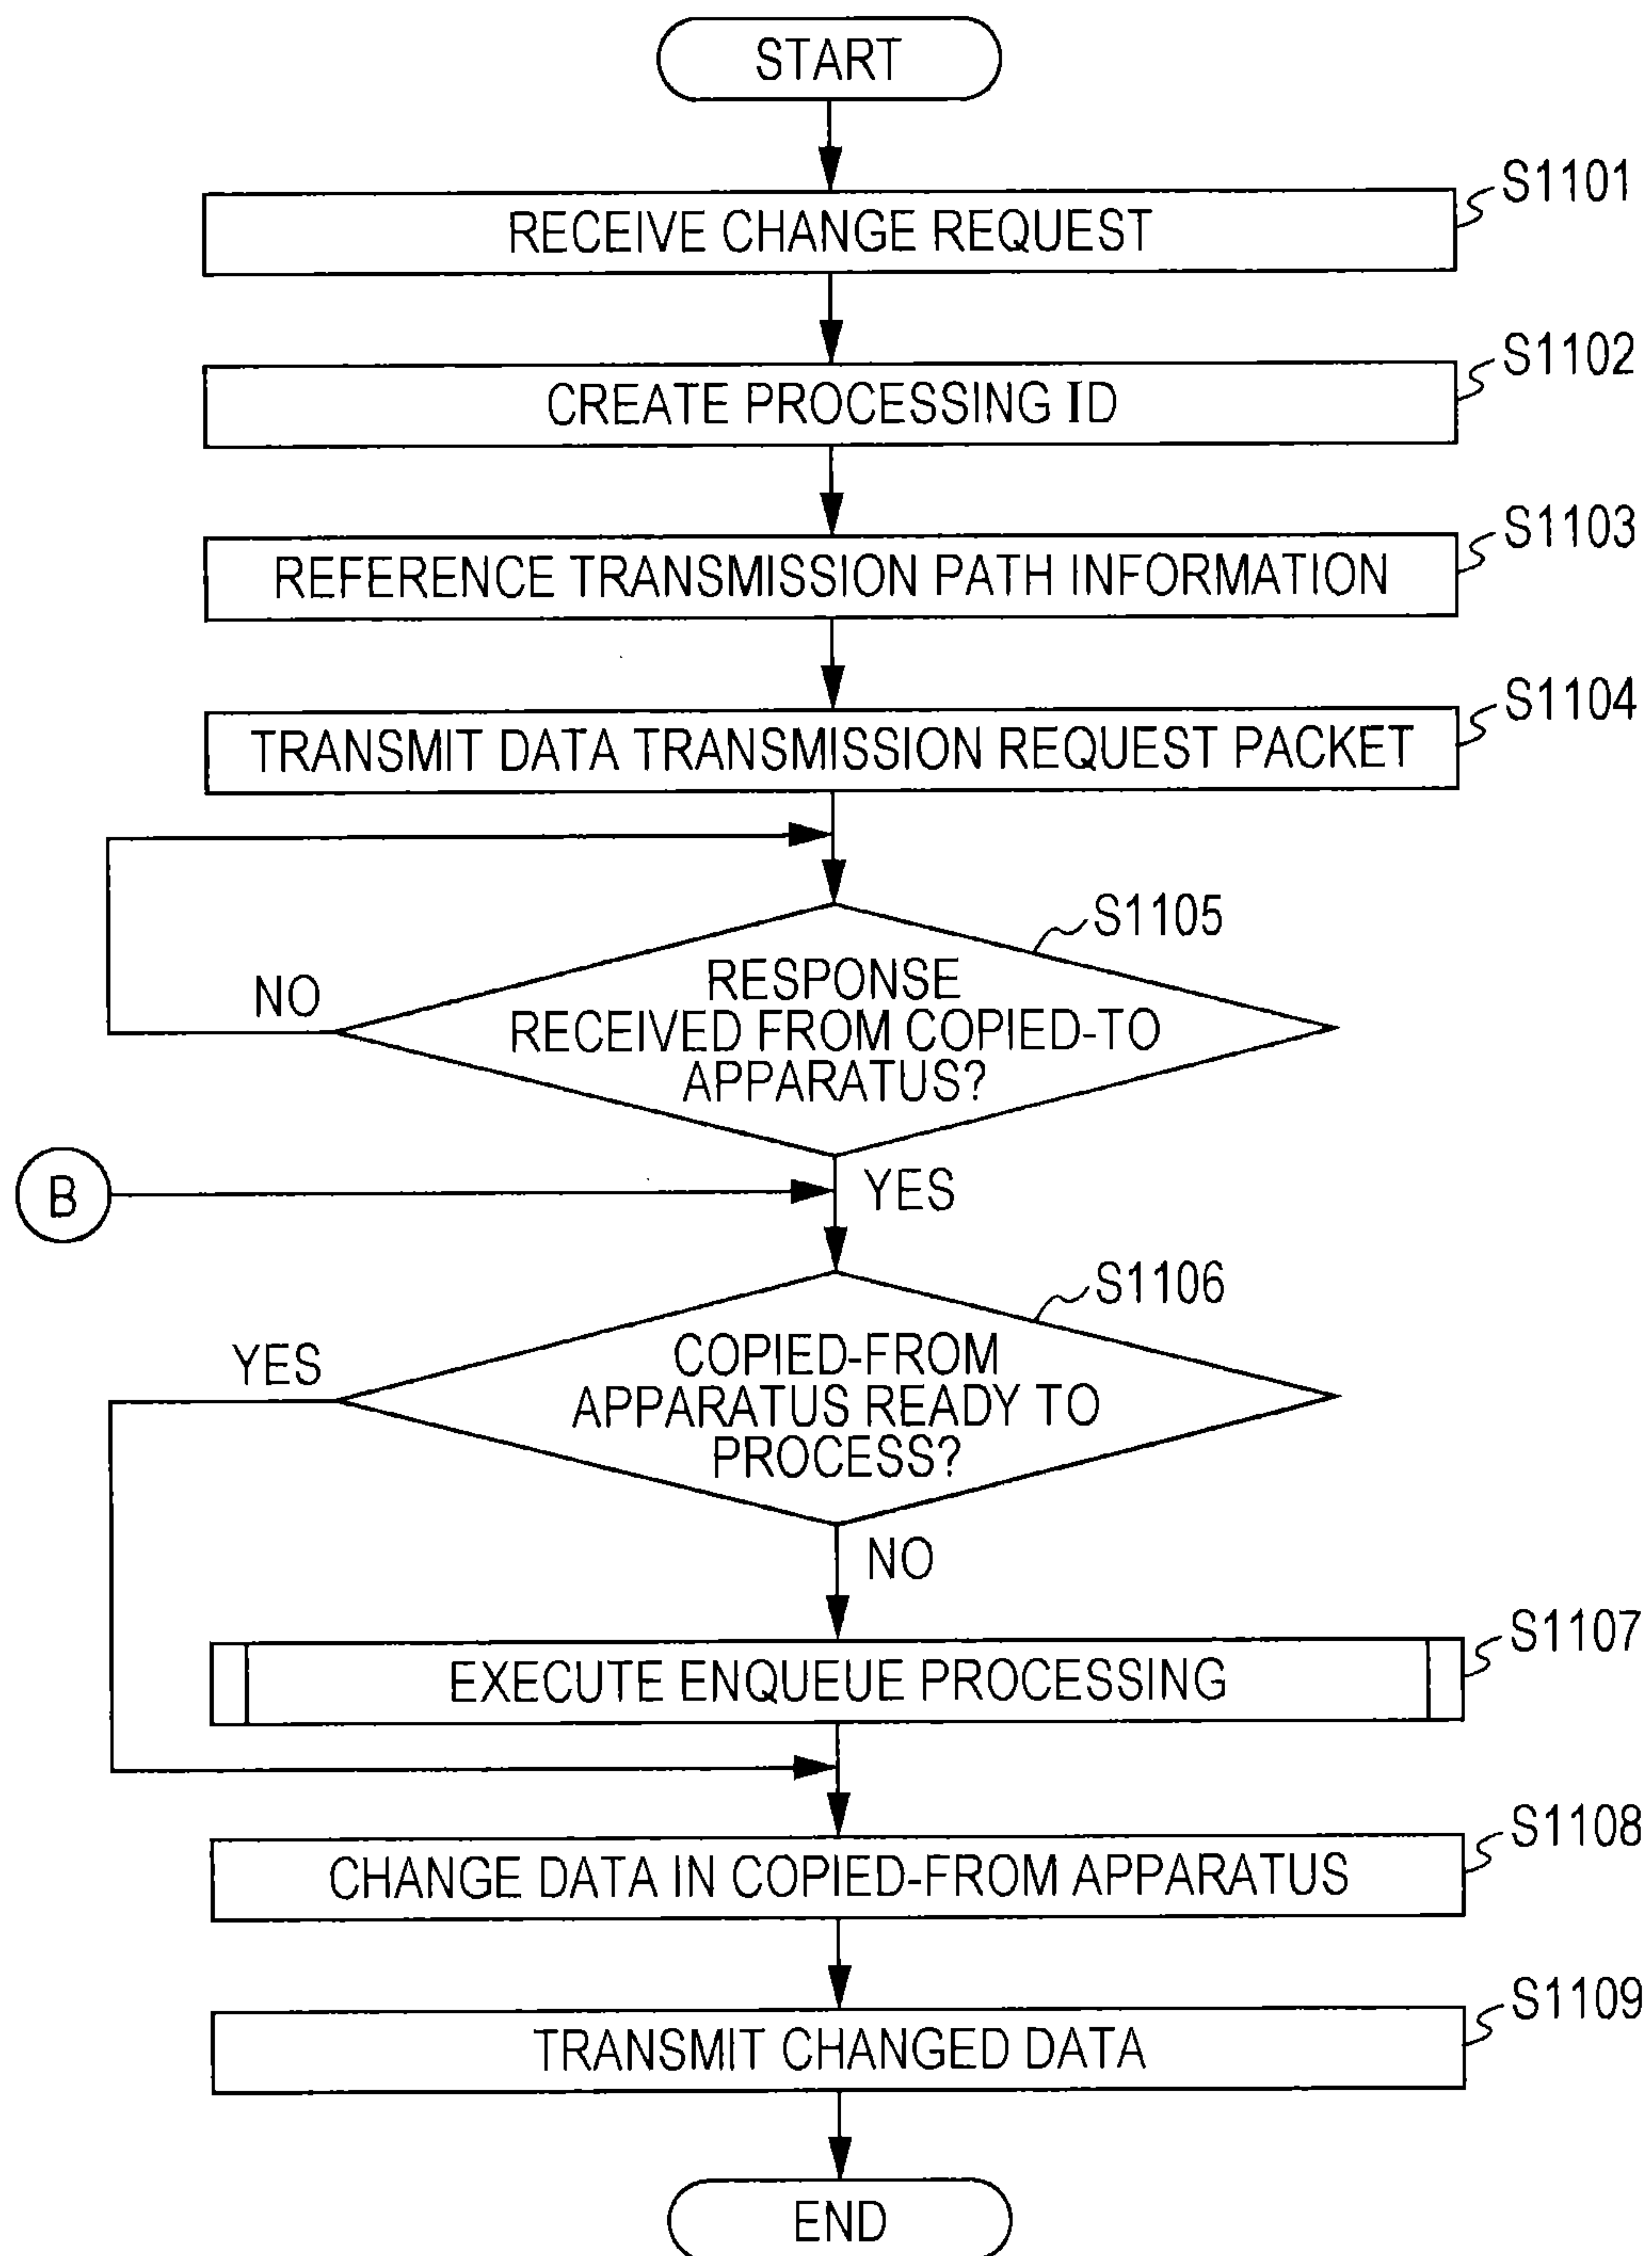 START
S1101
RECEIVE CHANGE REQUEST
S1102
CREATE PROCESSING ID
S1103
REFERENCE TRANSMISSION PATH INFORMATION
S1104
TRANSMIT DATA TRANSMISSION REQUEST PACKET
S1105
RESPONSE
RECEIVED FROM COPIED-TO
APPARATUS?
NO
B
YES
S1106
COPIED-FROM
APPARATUS READY TO
PROCESS?
YES
NO
S1107
EXECUTE ENQUEUE PROCESSING
S1108
CHANGE DATA IN COPIED-FROM APPARATUS
S1109
TRANSMIT CHANGED DATA
END